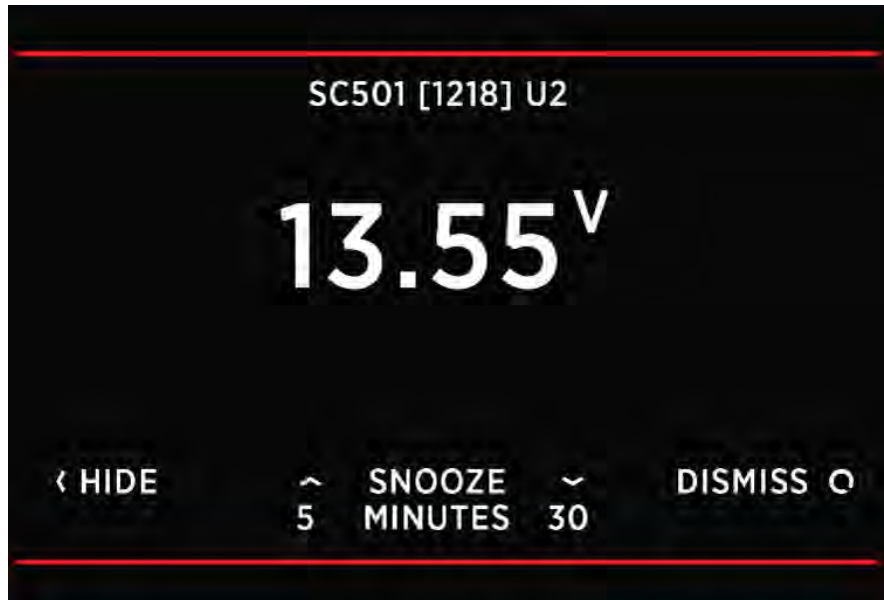 SC501 [1218] U2
13.55 V
‹ HIDE ︿ SNOOZE ﹀ DISMISS O
5 MINUTES 30